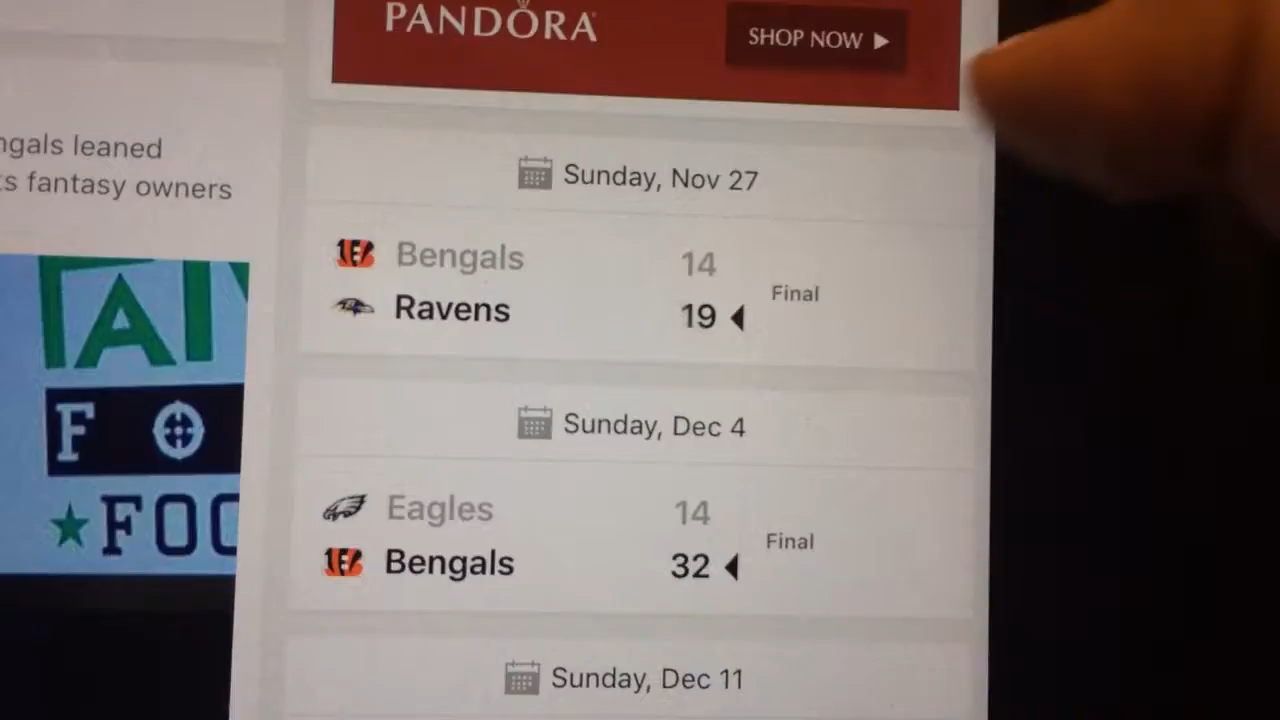 PANDORA
SHOP NOW
ngals leaned
s fantasy owners
Sunday, Nov 27
Bengals 14
Ravens 19
Final
Sunday, Dec 4
Eagles 14
Bengals 32
Final
Sunday, Dec 11
A
F O
FOO